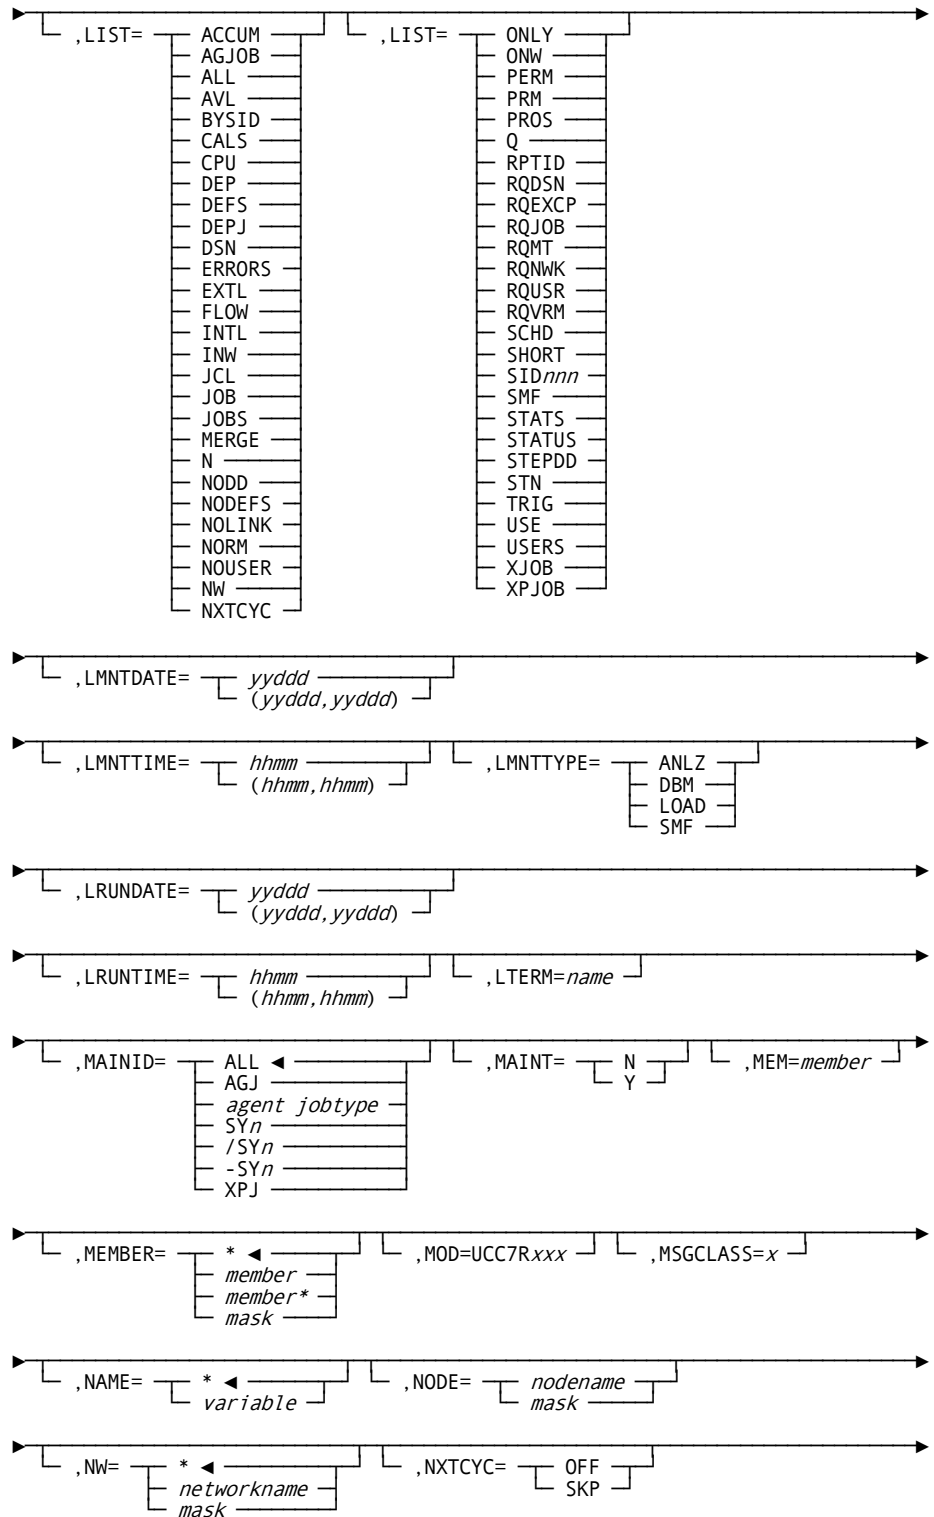 ,LIST= ACCUM ,LIST= ONLY
AGJOB ONW
ALL PERM
AVL PRM
BYSID PROS
CALS Q
CPU RPTID
DEP RQDSN
DEFS RQEXCP
DEPJ RQJOB
DSN RQMT
ERRORS RQNWK
EXTL RQUSR
FLOW RQVRM
INTL SCHD
INW SHORT
JCL SIDnnn
JOB SMF
JOBS STATS
MERGE STATUS
N STEPDD
NODD STN
NODEFS TRIG
NOLINK USE
NORM USERS
NOUSER XJOB
NW XPJOB
NXTCYC
,LMNTDATE= yyddd
(yyddd,yyddd)
,LMNTTIME= hhmm ,LMNTTYPE= ANLZ
(hhmm,hhmm) DBM
LOAD
SMF
,LRUNDATE= yyddd
(yyddd,yyddd)
,LRUNTIME= hhmm ,LTERM=name
(hhmm,hhmm)
,MAINID= ALL ,MAINT= N ,MEM=member
AGJ Y
agent jobtype
SYn
/SYn
-SYn
XPJ
,MEMBER= * ,MOD=UCC7Rxxx ,MSGCLASS=x
member
member*
mask
,NAME= * ,NODE= nodename
variable mask
,NW= * ,NXTCYC= OFF
networkname SKP
mask